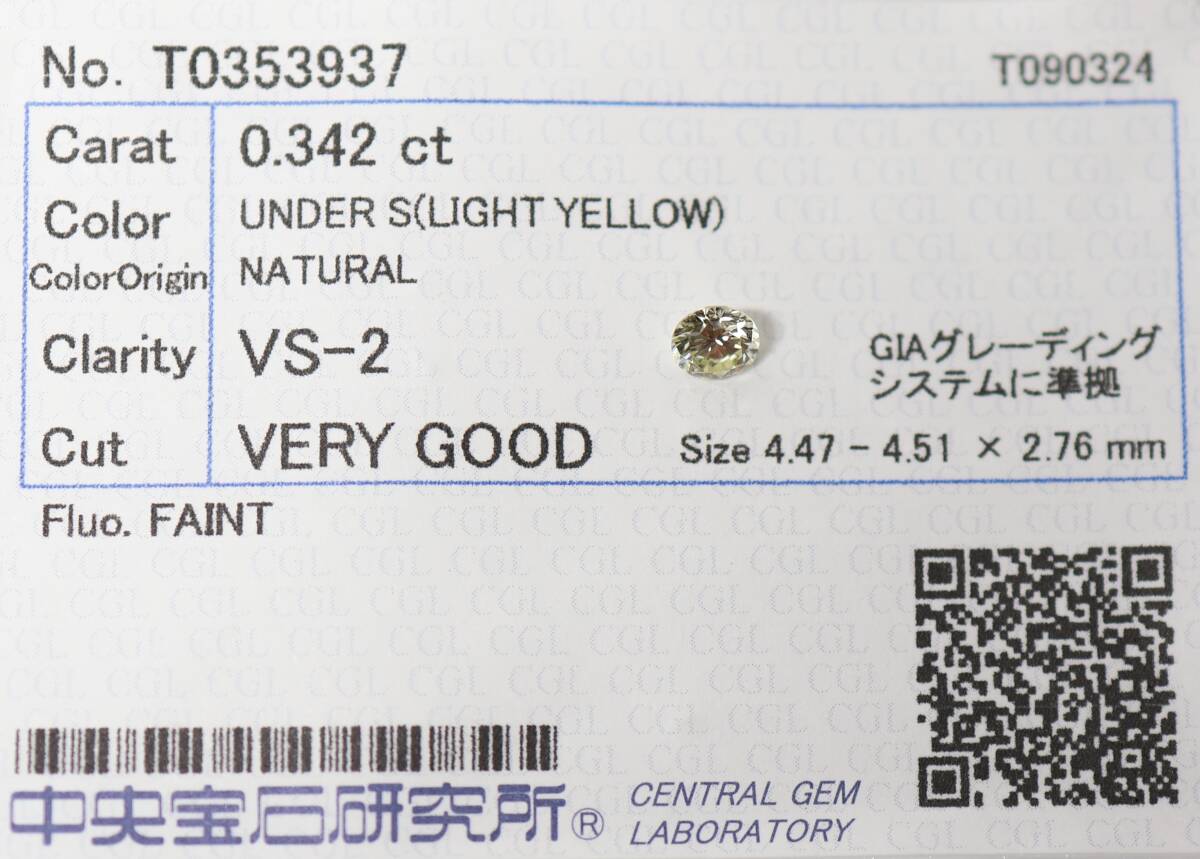 No. T0353937
T090324
Carat 0.342 ct
Color UNDER S(LIGHT YELLOW)
ColorOrigin NATURAL
Clarity VS-2
GIAグレーディング
システムに準拠
Cut VERY GOOD
Size 4.47 - 4.51 × 2.76 mm
Fluo. FAINT
中央宝石研究所®
CENTRAL GEM
LABORATORY